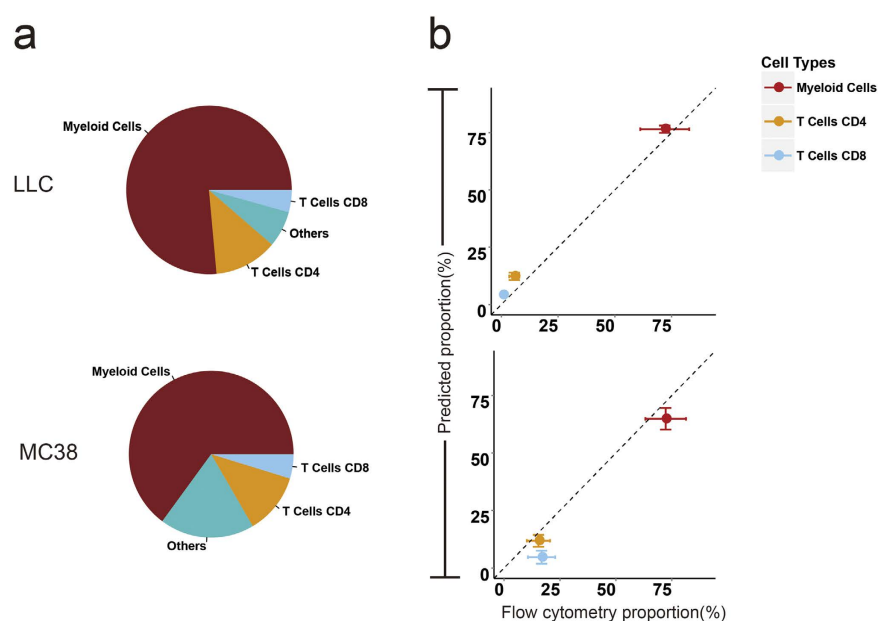 a
LLC
Myeloid Cells
T Cells CD8
Others
T Cells CD4
MC38
Myeloid Cells
T Cells CD8
T Cells CD4
Others
b
Predicted proportion(%)
75
50
25
0
0 25 50 75
75
50
25
0
0 25 50 75
Flow cytometry proportion(%)
Cell Types
Myeloid Cells
T Cells CD4
T Cells CD8